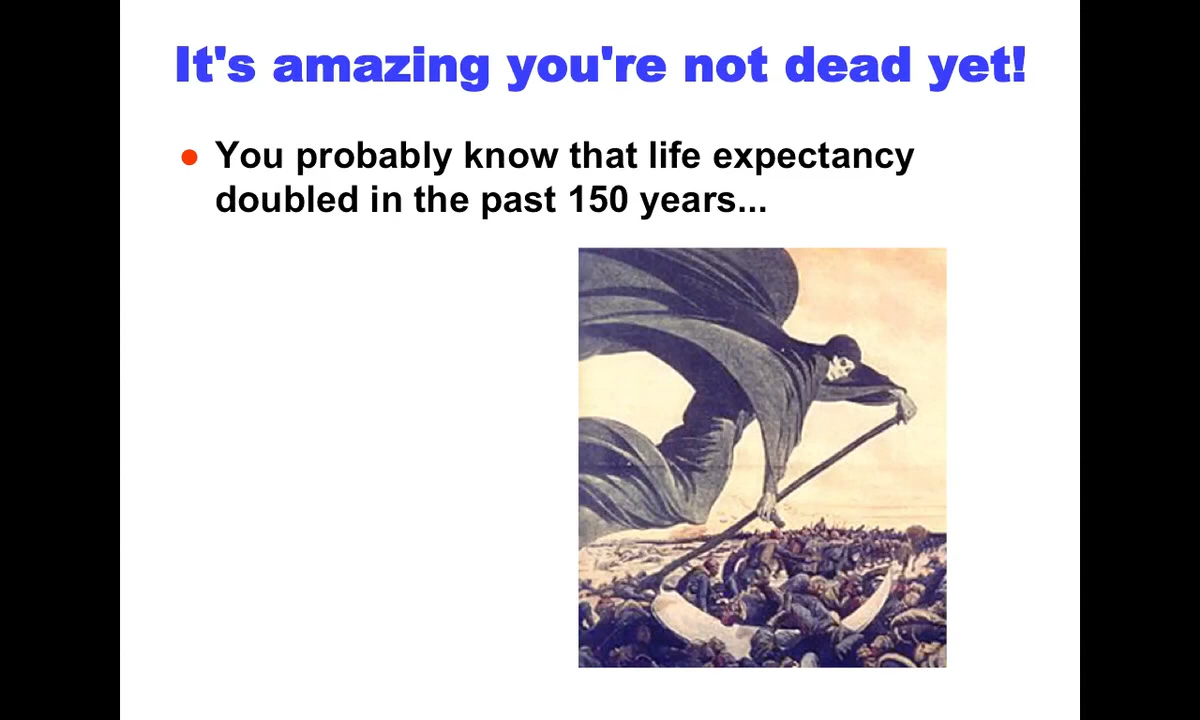 It's amazing you're not dead yet!
● You probably know that life expectancy
doubled in the past 150 years...